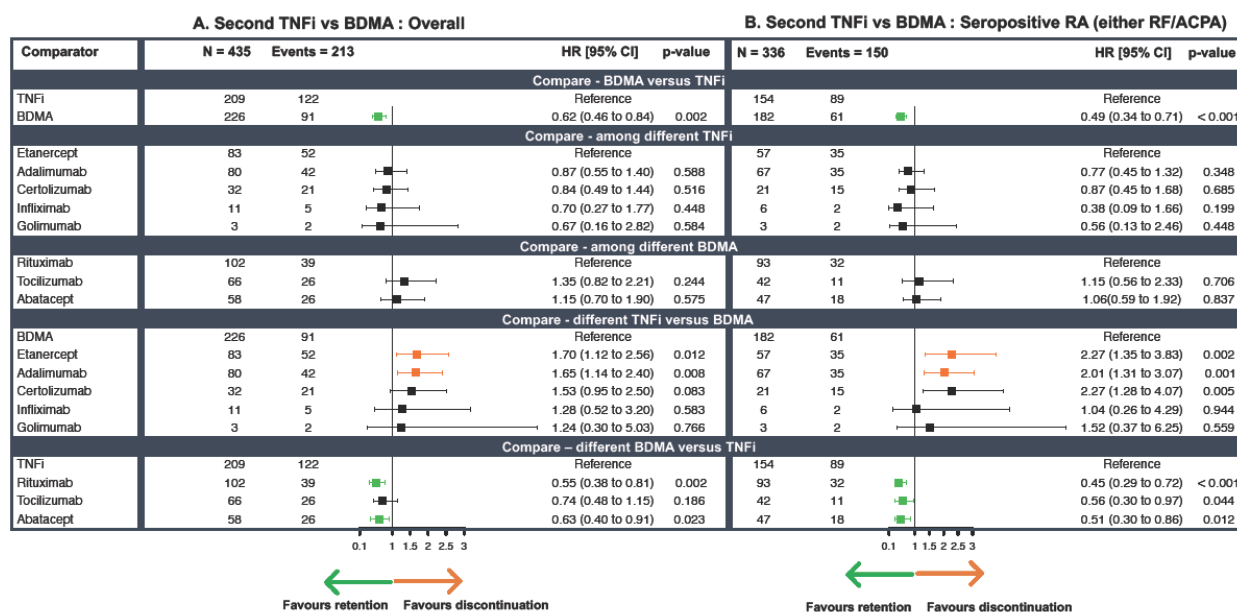 A. Second TNFi vs BDMA : Overall B. Second TNFi vs BDMA : Seropositive RA (either RF/ACPA)
Comparator N = 435 Events = 213 HR [95% CI] p-value N = 336 Events = 150 HR [95% CI] p-value
Compare - BDMA versus TNFi
TNFi 209 122 Reference 154 89 Reference
BDMA 226 91 0.62 (0.46 to 0.84) 0.002 182 61 0.49 (0.34 to 0.71) <0.001
Compare - among different TNFi
Etanercept 83 52 Reference 57 35 Reference
Adalimumab 80 42 0.87 (0.55 to 1.40) 0.588 67 35 0.77 (0.45 to 1.32) 0.348
Certolizumab 32 21 0.84 (0.49 to 1.44) 0.516 21 15 0.87 (0.45 to 1.68) 0.685
Infliximab 11 5 0.70 (0.27 to 1.77) 0.448 6 2 0.38 (0.09 to 1.66) 0.199
Golimumab 3 2 0.67 (0.16 to 2.82) 0.584 3 2 0.56 (0.13 to 2.46) 0.448
Compare - among different BDMA
Rituximab 102 39 Reference 93 32 Reference
Tocilizumab 66 26 1.35 (0.82 to 2.21) 0.244 42 11 1.15 (0.56 to 2.33) 0.706
Abatacept 58 26 1.15 (0.70 to 1.90) 0.575 47 18 1.06(0.59 to 1.92) 0.837
Compare - different TNFi versus BDMA
BDMA 226 91 Reference 182 61 Reference
Etanercept 83 52 1.70 (1.12 to 2.56) 0.012 57 35 2.27 (1.35 to 3.83) 0.002
Adalimumab 80 42 1.65 (1.14 to 2.40) 0.008 67 35 2.01 (1.31 to 3.07) 0.001
Certolizumab 32 21 1.53 (0.95 to 2.50) 0.083 21 15 2.27 (1.28 to 4.07) 0.005
Infliximab 11 5 1.28 (0.52 to 3.20) 0.583 6 2 1.04 (0.26 to 4.29) 0.944
Golimumab 3 2 1.24 (0.30 to 5.03) 0.766 3 2 1.52 (0.37 to 6.25) 0.559
Compare – different BDMA versus TNFi
TNFi 209 122 Reference 154 89 Reference
Rituximab 102 39 0.55 (0.38 to 0.81) 0.002 93 32 0.45 (0.29 to 0.72) <0.001
Tocilizumab 66 26 0.74 (0.48 to 1.15) 0.186 42 11 0.56 (0.30 to 0.97) 0.044
Abatacept 58 26 0.63 (0.40 to 0.91) 0.023 47 18 0.51 (0.30 to 0.86) 0.012
0.1 1 1.5 2 2.5 3 0.1 1 1.5 2 2.5 3
Favours retention Favours discontinuation Favours retention Favours discontinuation